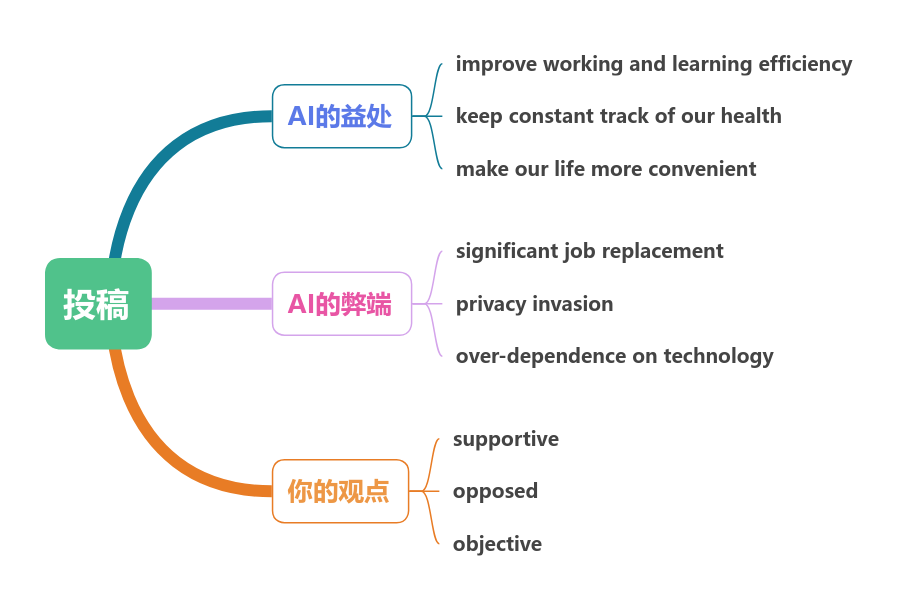 投稿
AI的益处
improve working and learning efficiency
keep constant track of our health
make our life more convenient
AI的弊端
significant job replacement
privacy invasion
over-dependence on technology
你的观点
supportive
opposed
objective